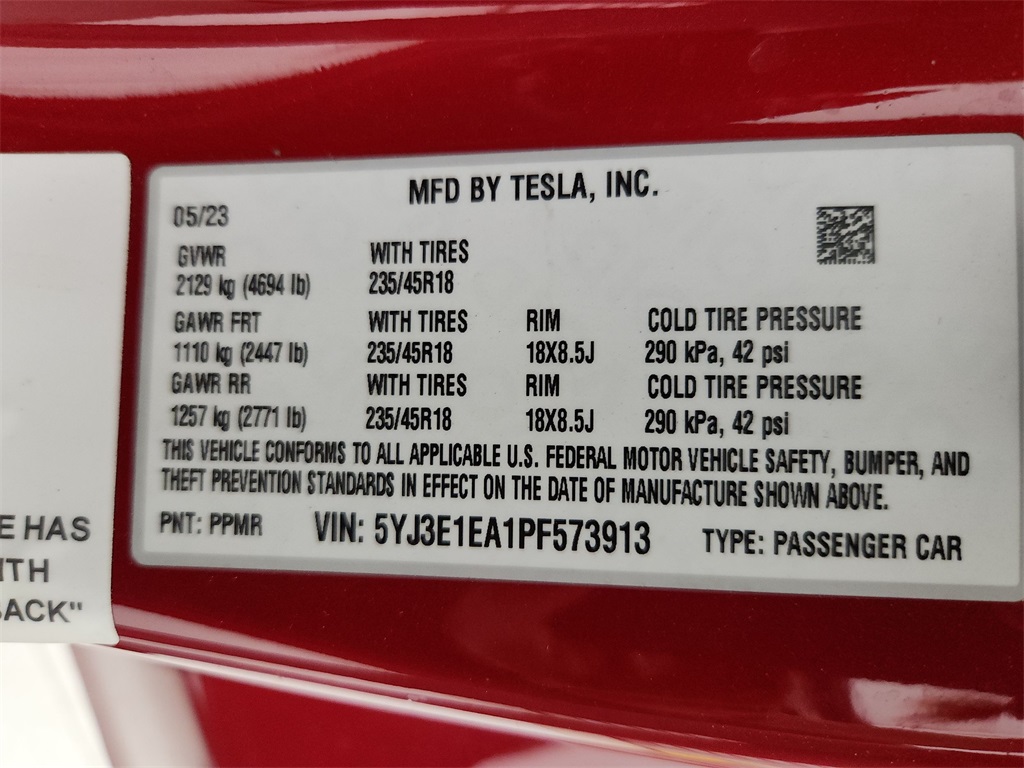 MFD BY TESLA, INC.
05/23
GVWR WITH TIRES
2129 kg (4694 lb) 235/45R18
GAWR FRT WITH TIRES RIM COLD TIRE PRESSURE
1110 kg (2447 lb) 235/45R18 18X8.5J 290 kPa, 42 psi
GAWR RR WITH TIRES RIM COLD TIRE PRESSURE
1257 kg (2771 lb) 235/45R18 18X8.5J 290 kPa, 42 psi
THIS VEHICLE CONFORMS TO ALL APPLICABLE U.S. FEDERAL MOTOR VEHICLE SAFETY, BUMPER, AND
THEFT PREVENTION STANDARDS IN EFFECT ON THE DATE OF MANUFACTURE SHOWN ABOVE.
PNT: PPMR VIN: 5YJ3E1EA1PF573913 TYPE: PASSENGER CAR
E HAS
ITH
BACK"